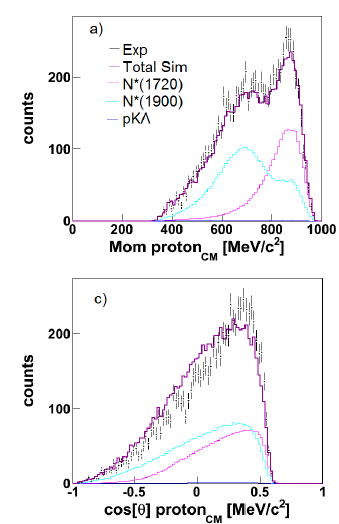 a)
Exp
Total Sim
N*(1720)
N*(1900)
pKΛ
counts
200
100
0
0 200 400 600 800 1000
Mom proton_CM [MeV/c²]
c)
counts
200
100
0
-1 -0.5 0 0.5 1
cos[θ] proton_CM [MeV/c²]